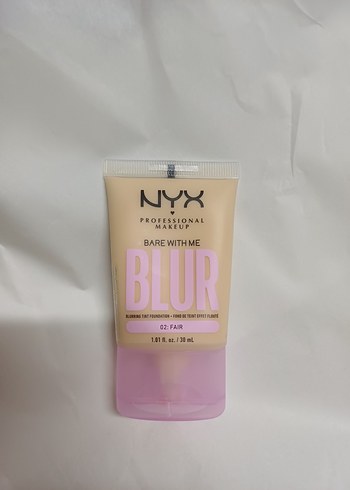 NYX
PROFESSIONAL
MAKEUP
BARE WITH ME
BLUR
BLURRING TINT FOUNDATION • FOND DE TEINT EFFET FLOUTÉ
02: FAIR
1.01 fl. oz. / 30 mL